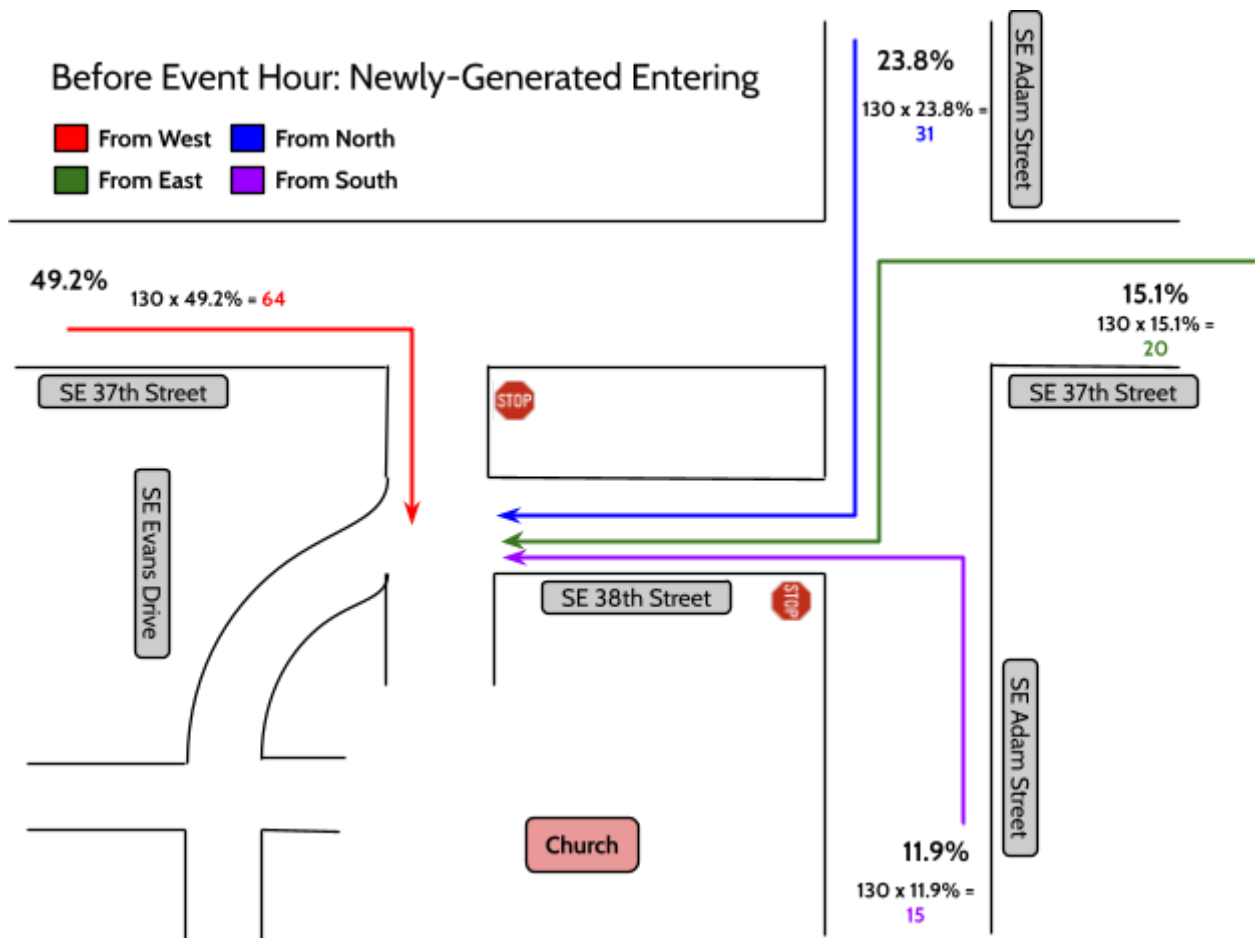 Before Event Hour: Newly-Generated Entering
From West
From North
From East
From South
23.8%
130 x 23.8% =
31
SE Adam Street
49.2%
130 x 49.2% = 64
15.1%
130 x 15.1% =
20
SE 37th Street
STOP
SE 37th Street
SE Evans Drive
SE 38th Street
STOP
SE Adam Street
Church
11.9%
130 x 11.9% =
15